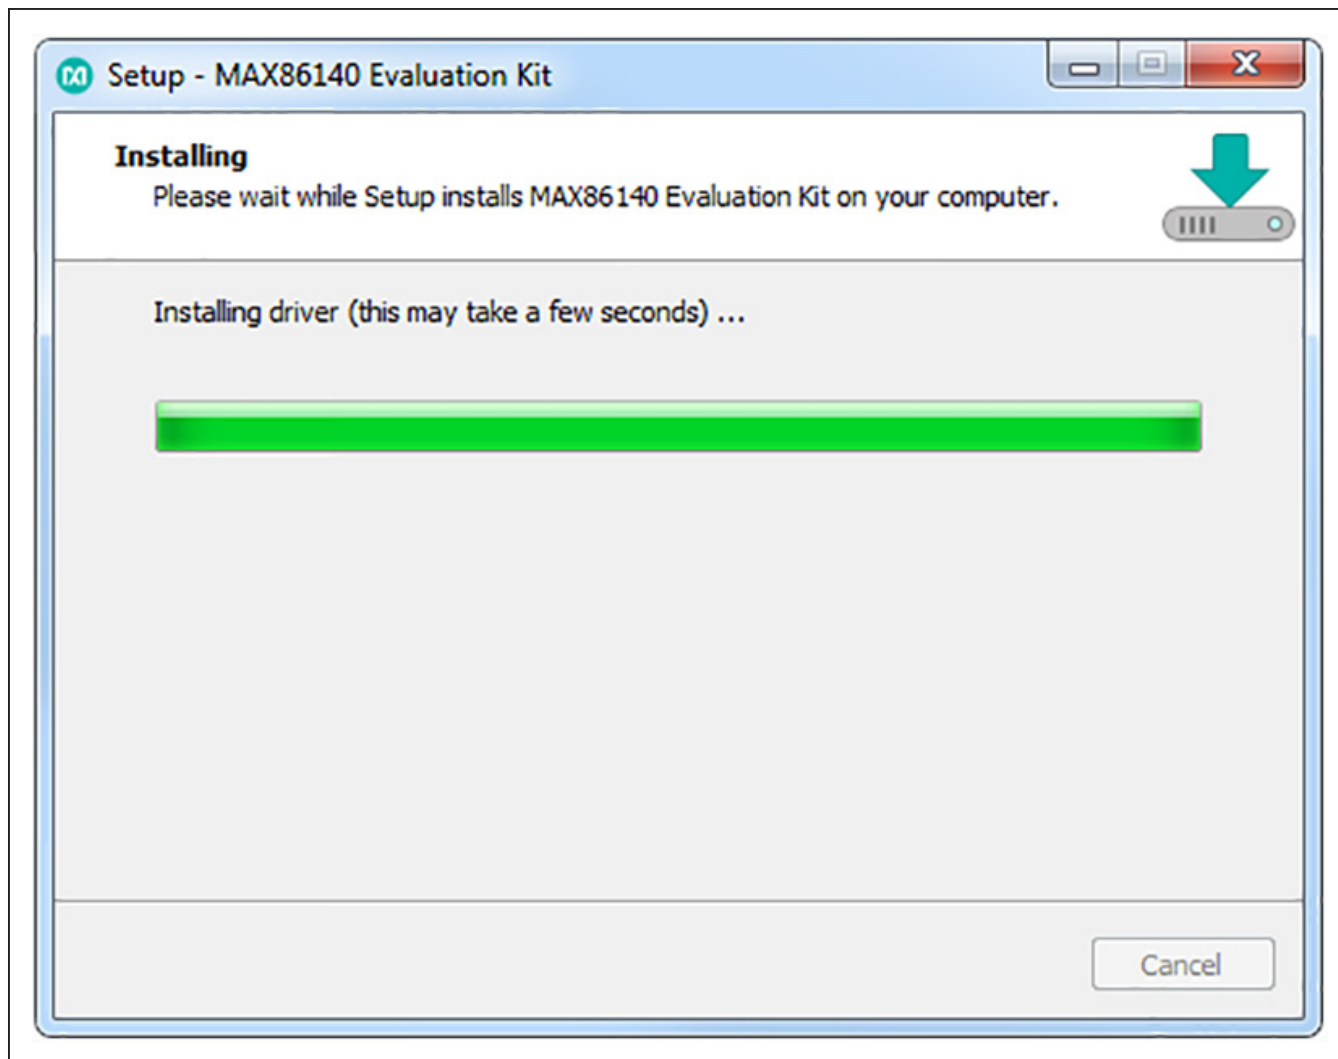 Setup - MAX86140 Evaluation Kit
Installing
Please wait while Setup installs MAX86140 Evaluation Kit on your computer.
Installing driver (this may take a few seconds) ...
Cancel